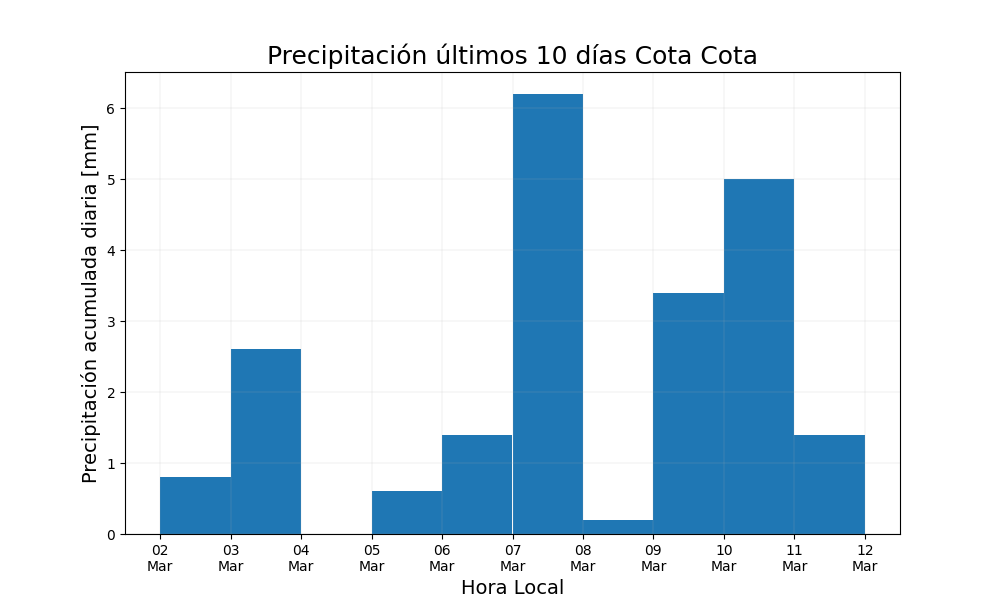 Precipitación últimos 10 días Cota Cota
Precipitación acumulada diaria [mm]
6
5
4
3
2
1
0
02 03 04 05 06 07 08 09 10 11 12
Mar Mar Mar Mar Mar Mar Mar Mar Mar Mar Mar
Hora Local